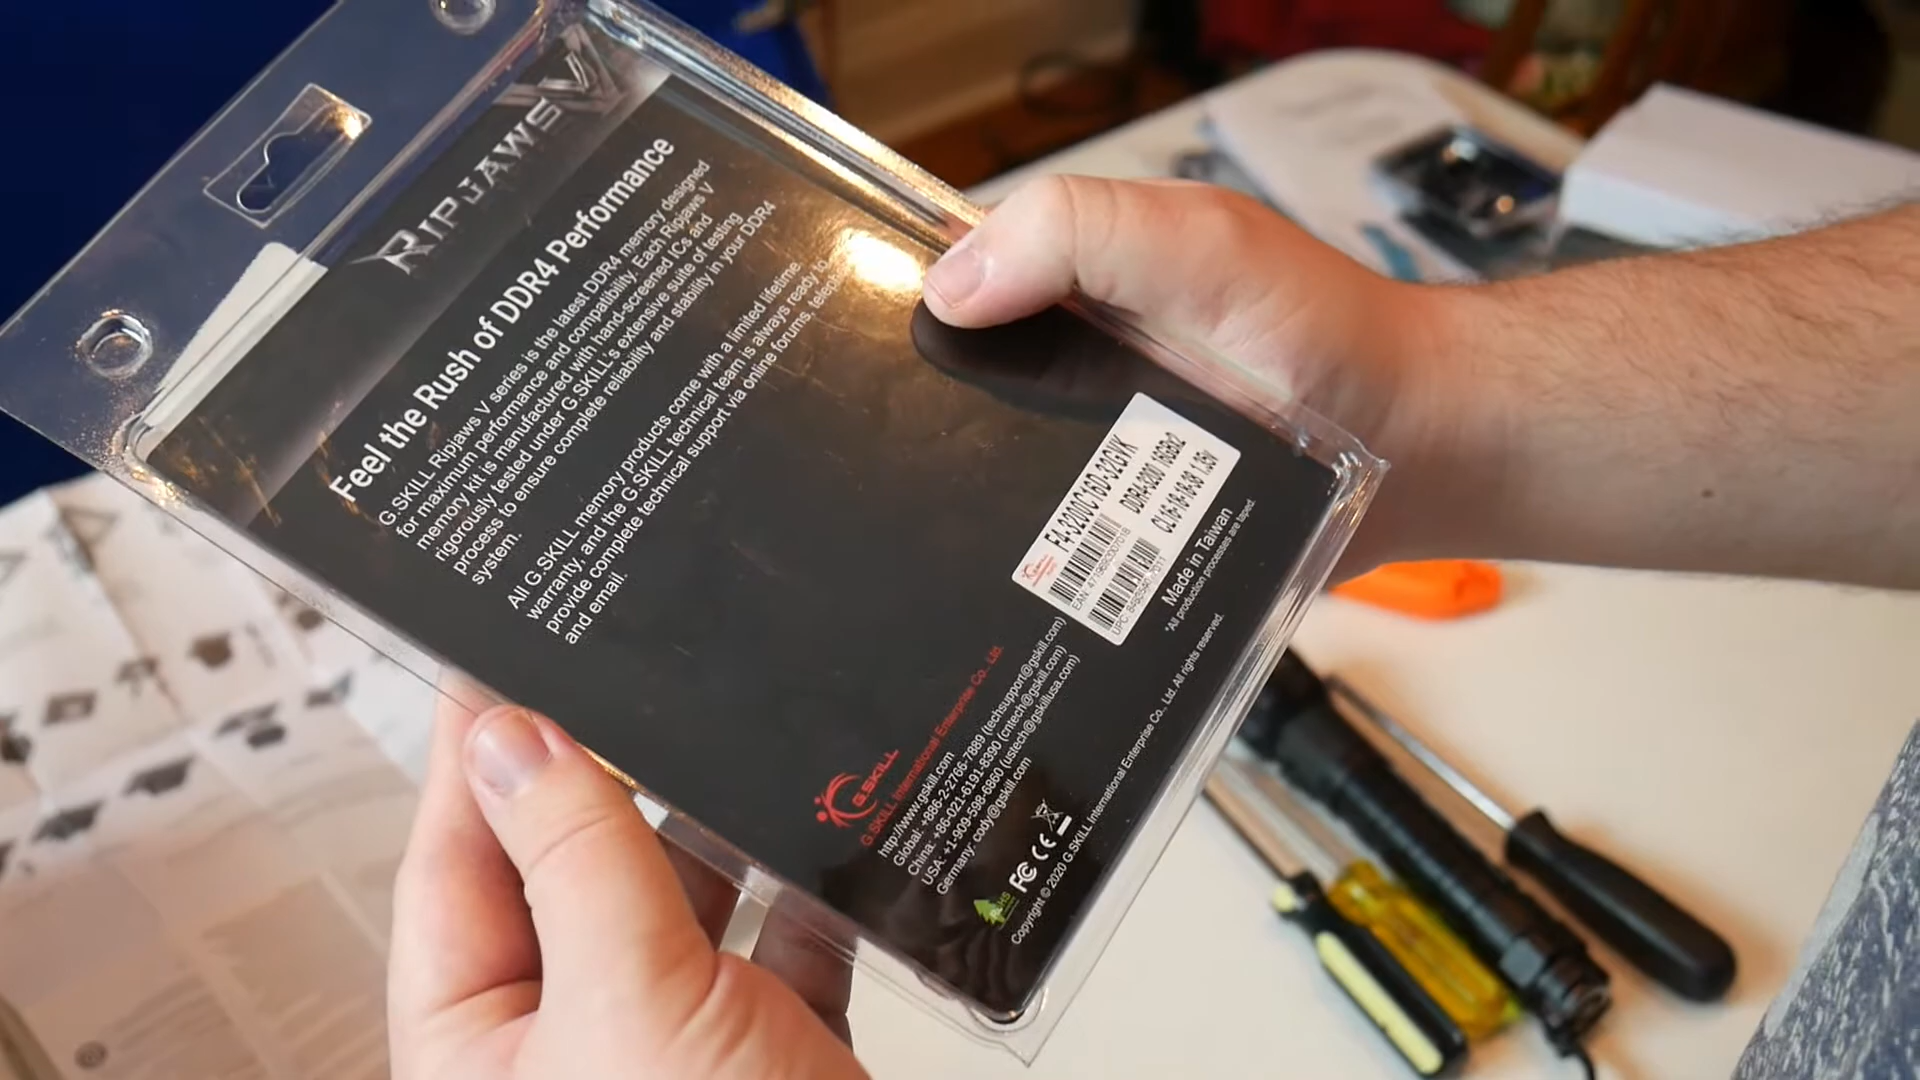 RIPJAWS V
Feel the Rush of DDR4 Performance
G.SKILL Ripjaws V series is the latest DDR4 memory designed
for maximum performance and compatibility. Each Ripjaws V
memory kit is manufactured with hand-screened ICs and
rigorously tested under G.SKILL's extensive suite of testing
process to ensure complete reliability and stability in your DDR4
system.
All G.SKILL memory products come with a limited lifetime
warranty, and the G.SKILL technical team is always ready to
provide complete technical support via online forums,
and email.
F4-3200C16D-32GVK
DDR4-3200 16GBx2
CL16-18-18-38 1.35v
EAN
UPC
Made in Taiwan
*All production processes are taped.
G.SKILL
G.SKILL International Enterprise Co., Ltd.
http://www.gskill.com
Global: +886-2-2766-7889 (techsupport@gskill.com)
China: +86-021-6191-8390 (cntech@gskill.com)
USA: +1-909-598-6860 (ustech@gskillusa.com)
Germany: cody@gskill.com
FC CE
Copyright © 2020 G.SKILL International Enterprise Co., Ltd. All rights reserved.